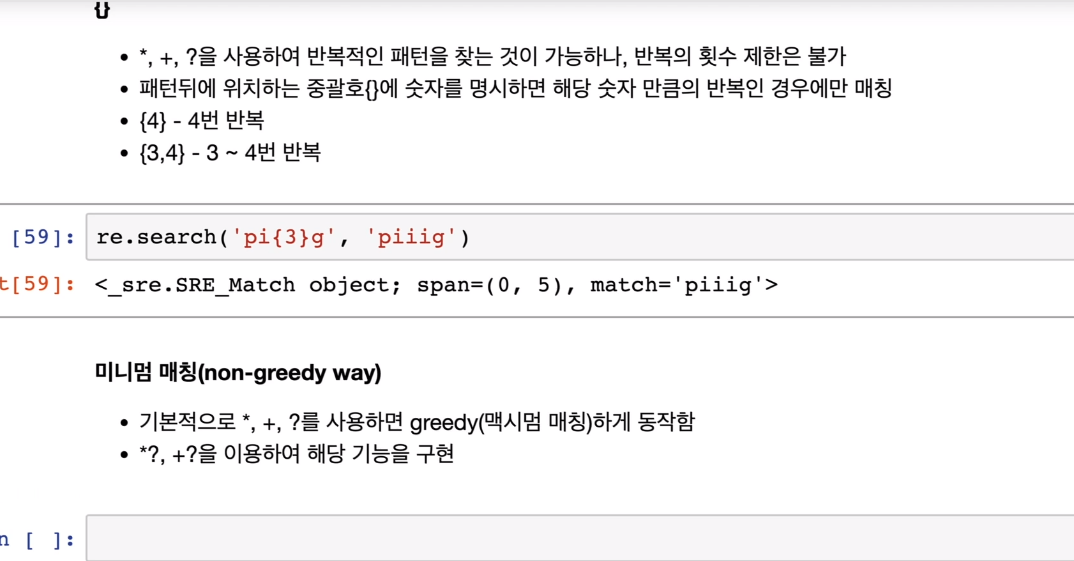 {}
• *, +, ?을 사용하여 반복적인 패턴을 찾는 것이 가능하나, 반복의 횟수 제한은 불가
• 패턴뒤에 위치하는 중괄호{}에 숫자를 명시하면 해당 숫자 만큼의 반복인 경우에만 매칭
• {4} - 4번 반복
• {3,4} - 3 ~ 4번 반복
[59]: re.search('pi{3}g', 'piiig')
t[59]: <_sre.SRE_Match object; span=(0, 5), match='piiig'>
미니멈 매칭(non-greedy way)
• 기본적으로 *, +, ?를 사용하면 greedy(맥시멈 매칭)하게 동작함
• *?, +?을 이용하여 해당 기능을 구현
n [ ]: